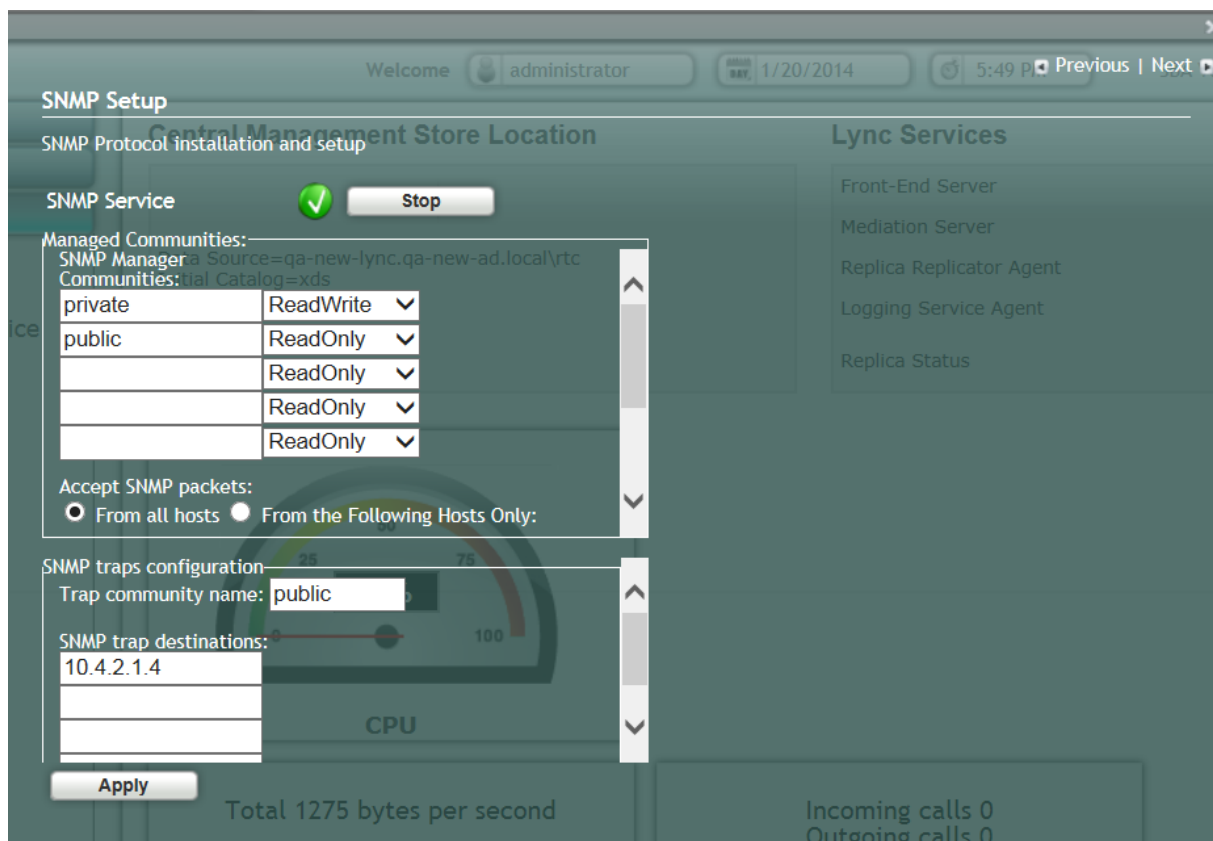 Welcome administrator 1/20/2014 5:49 Previous | Next
SNMP Setup
Central Management Store Location Lync Services
SNMP Protocol installation and setup
Front-End Server
SNMP Service Stop
Mediation Server
Managed Communities:
SNMP Manager Source=qa-new-lync.qa-new-ad.local\rtc
Replica Replicator Agent
Communities: Catalog=xds
private ReadWrite
Logging Service Agent
public ReadOnly
ReadOnly
Replica Status
ReadOnly
ReadOnly
Accept SNMP packets:
From all hosts From the Following Hosts Only:
25 75
SNMP traps configuration
Trap community name: public
0 100
SNMP trap destinations:
10.4.2.1.4
CPU
Apply
Total 1275 bytes per second Incoming calls 0
Outgoing calls 0